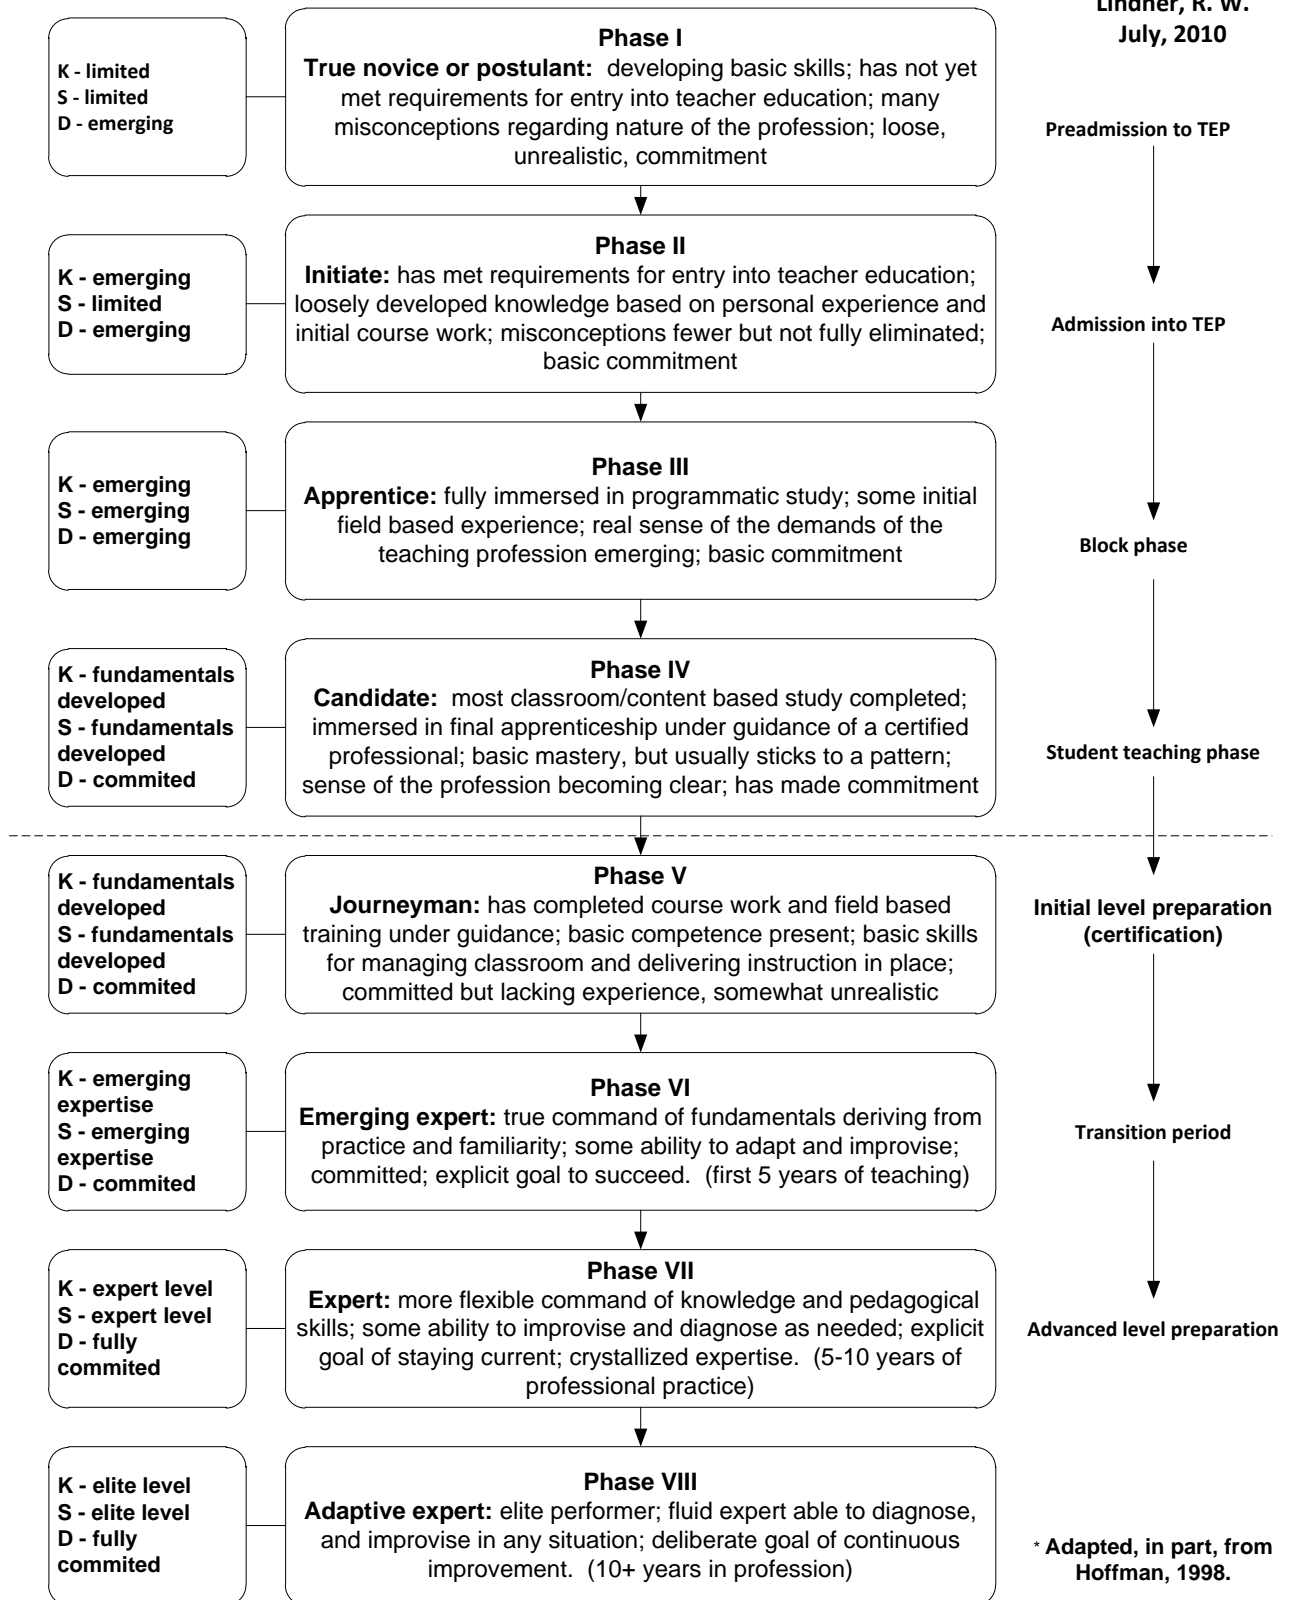 Lindner, R. W.
July, 2010
K - limited
S - limited
D - emerging
Phase I
True novice or postulant: developing basic skills; has not yet
met requirements for entry into teacher education; many
misconceptions regarding nature of the profession; loose,
unrealistic, commitment
Preadmission to TEP
K - emerging
S - limited
D - emerging
Phase II
Initiate: has met requirements for entry into teacher education;
loosely developed knowledge based on personal experience and
initial course work; misconceptions fewer but not fully eliminated;
basic commitment
Admission into TEP
K - emerging
S - emerging
D - emerging
Phase III
Apprentice: fully immersed in programmatic study; some initial
field based experience; real sense of the demands of the
teaching profession emerging; basic commitment
Block phase
K - fundamentals
developed
S - fundamentals
developed
D - commited
Phase IV
Candidate: most classroom/content based study completed;
immersed in final apprenticeship under guidance of a certified
professional; basic mastery, but usually sticks to a pattern;
sense of the profession becoming clear; has made commitment
Student teaching phase
K - fundamentals
developed
S - fundamentals
developed
D - commited
Phase V
Journeyman: has completed course work and field based
training under guidance; basic competence present; basic skills
for managing classroom and delivering instruction in place;
committed but lacking experience, somewhat unrealistic
Initial level preparation
(certification)
K - emerging
expertise
S - emerging
expertise
D - commited
Phase VI
Emerging expert: true command of fundamentals deriving from
practice and familiarity; some ability to adapt and improvise;
committed; explicit goal to succeed. (first 5 years of teaching)
Transition period
K - expert level
S - expert level
D - fully
commited
Phase VII
Expert: more flexible command of knowledge and pedagogical
skills; some ability to improvise and diagnose as needed; explicit
goal of staying current; crystallized expertise. (5-10 years of
professional practice)
Advanced level preparation
K - elite level
S - elite level
D - fully
commited
Phase VIII
Adaptive expert: elite performer; fluid expert able to diagnose,
and improvise in any situation; deliberate goal of continuous
improvement. (10+ years in profession)
* Adapted, in part, from
Hoffman, 1998.